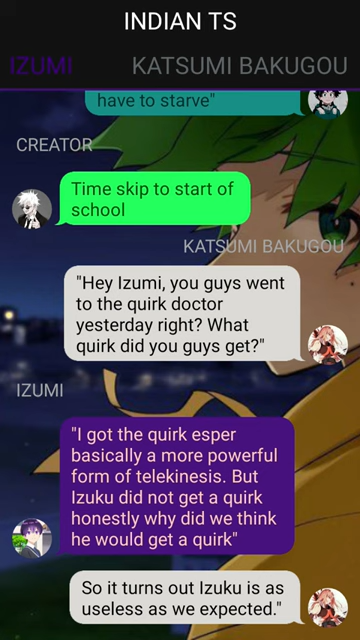 INDIAN TS
IZUMI
KATSUMI BAKUGOU
have to starve"
CREATOR
Time skip to start of
school
KATSUMI BAKUGOU
"Hey Izumi, you guys went
to the quirk doctor
yesterday right? What
quirk did you guys get?"
IZUMI
"I got the quirk esper
basically a more powerful
form of telekinesis. But
Izuku did not get a quirk
honestly why did we think
he would get a quirk"
So it turns out Izuku is as
useless as we expected."